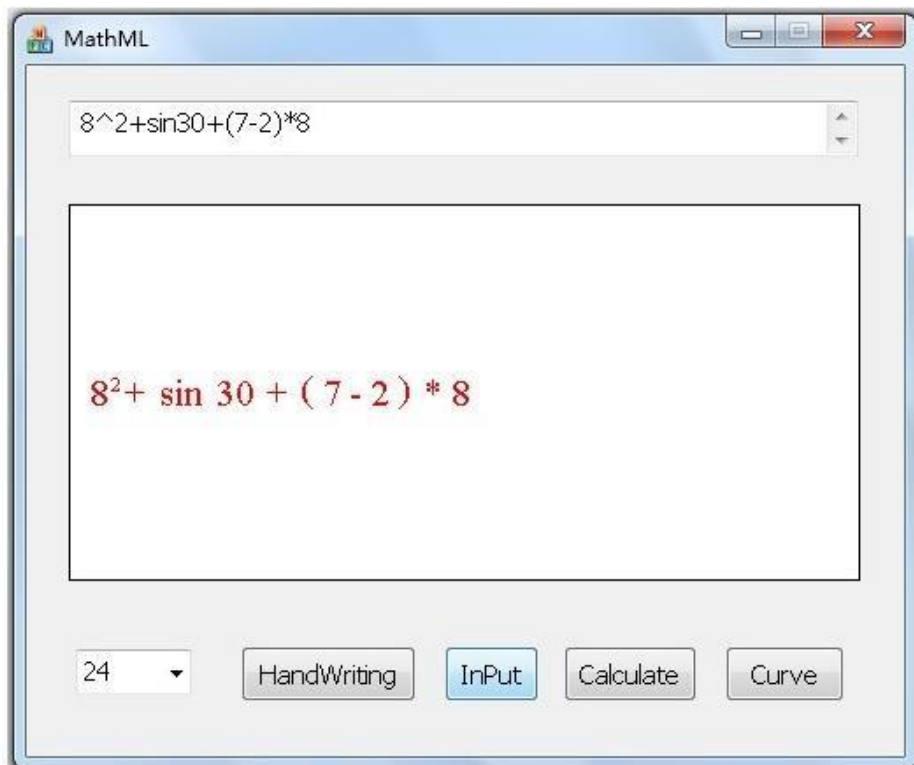 MathML
8^2+sin30+(7-2)*8
8²+ sin 30 + ( 7 - 2 ) * 8
24 HandWriting InPut Calculate Curve